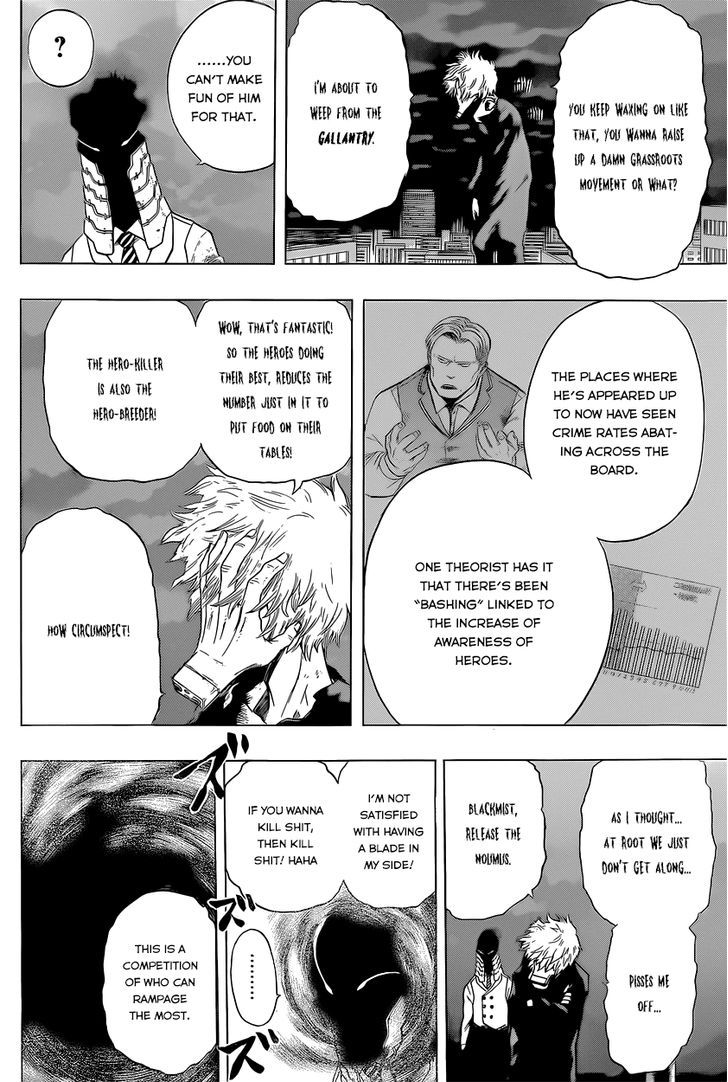 YOU KEEP WAXING ON LIKE
THAT, YOU WANNA RAISE
UP A DAMN GRASSROOTS
MOVEMENT OR WHAT?
I'M ABOUT TO
WEEP FROM THE
GALLANTRY.
......YOU
CAN'T MAKE
FUN OF HIM
FOR THAT.
?
THE PLACES WHERE
HE'S APPEARED UP
TO NOW HAVE SEEN
CRIME RATES ABAT-
ING ACROSS THE
BOARD.
ONE THEORIST HAS IT
THAT THERE'S BEEN
"BASHING" LINKED TO
THE INCREASE OF
AWARENESS OF
HEROES.
WOW, THAT'S FANTASTIC!
SO THE HEROES DOING
THEIR BEST, REDUCES THE
NUMBER JUST IN IT TO
PUT FOOD ON THEIR
TABLES!
THE HERO-KILLER
IS ALSO THE
HERO-BREEDER!
HOW CIRCUMSPECT!
AS I THOUGHT...
AT ROOT WE JUST
DON'T GET ALONG...
PISSES ME
OFF...
BLACKMIST,
RELEASE THE
NOUMUS.
I'M NOT
SATISFIED
WITH HAVING
A BLADE IN
MY SIDE!
IF YOU WANNA
KILL SHIT,
THEN KILL
SHIT! HAHA
.........
ズズズ
THIS IS A
COMPETITION
OF WHO CAN
RAMPAGE
THE MOST.